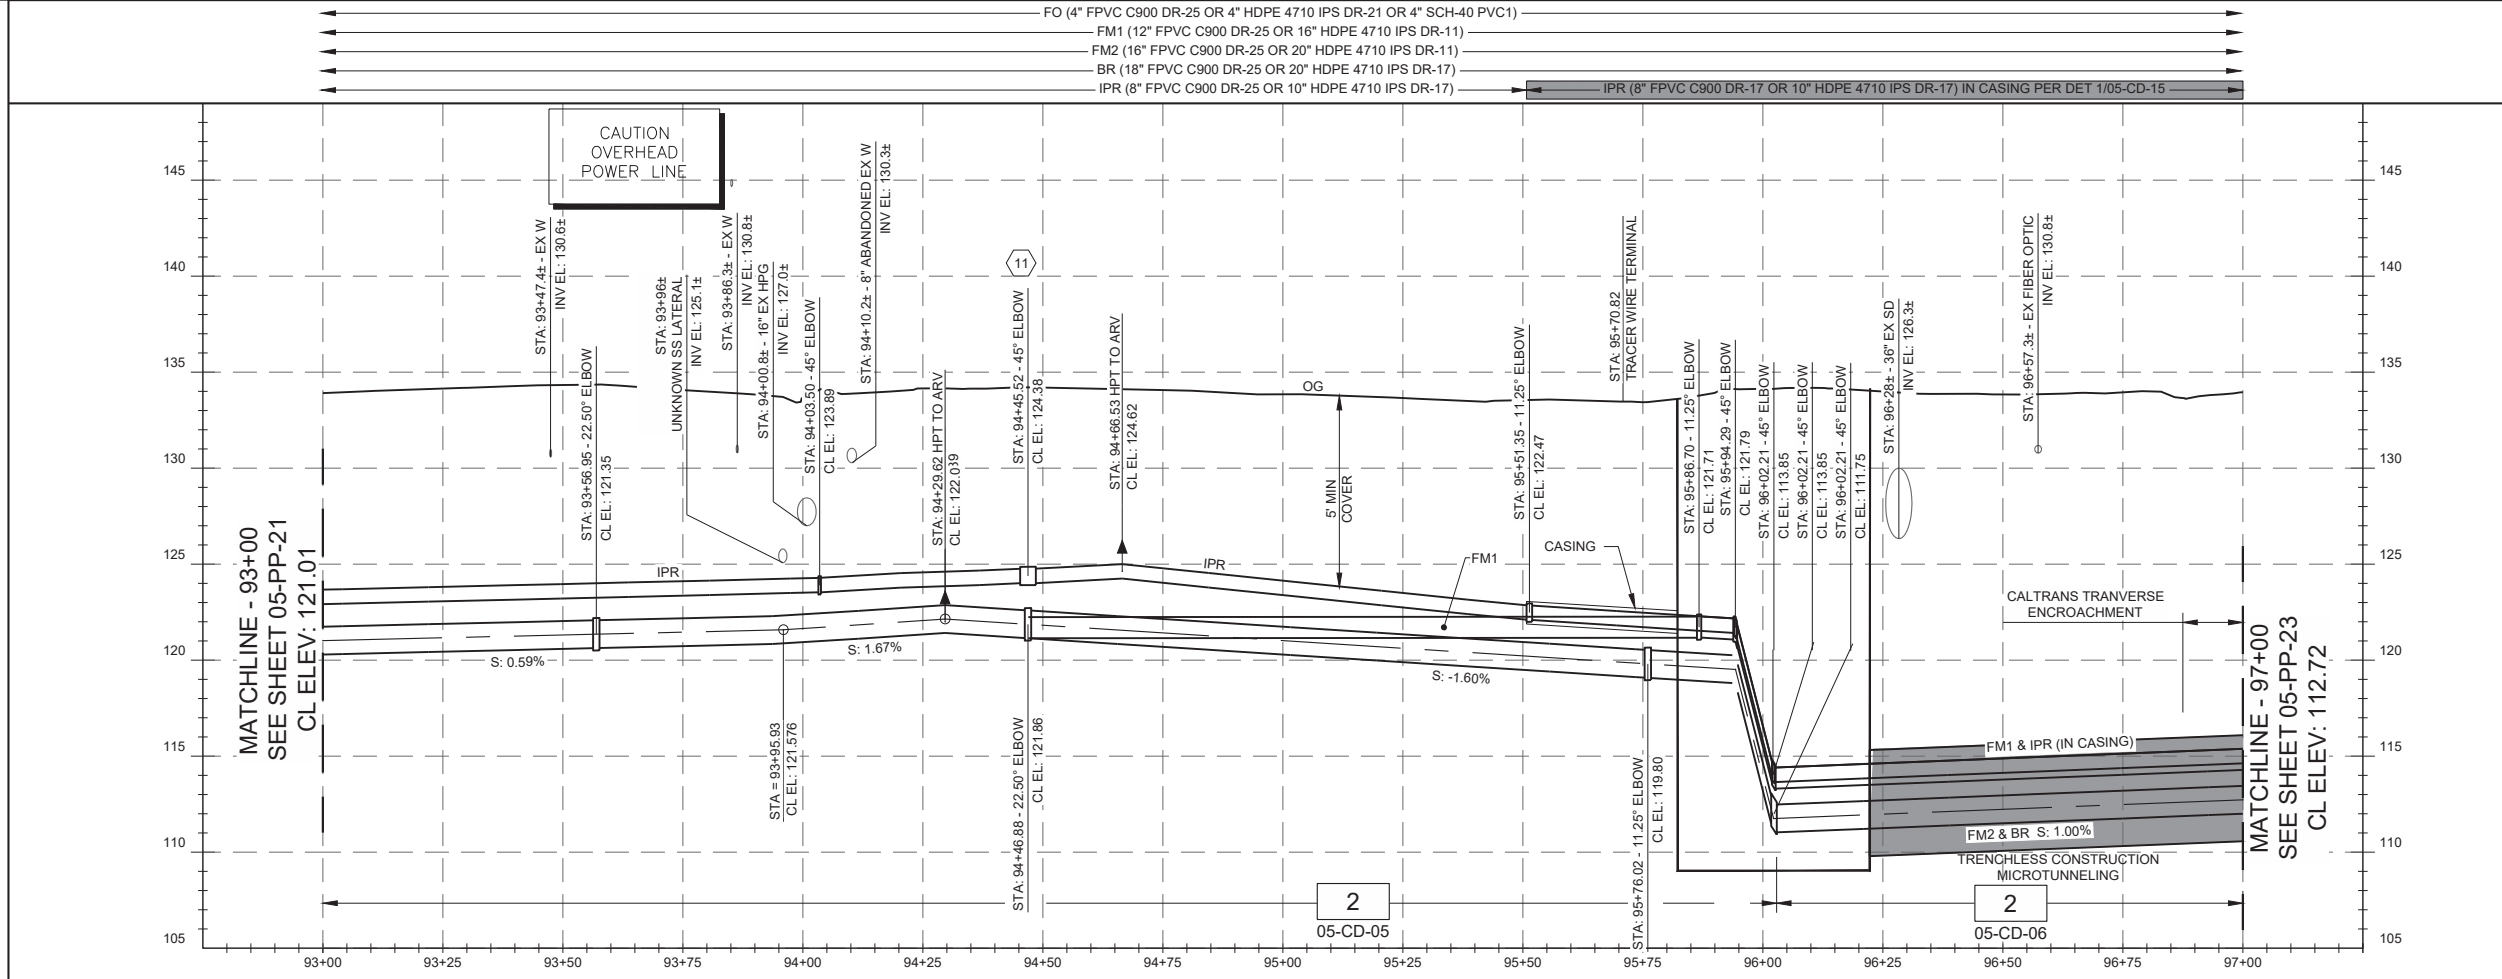 FO (4" FPVC C900 DR-25 OR 4" HDPE 4710 IPS DR-21 OR 4" SCH-40 PVC1)
FM1 (12" FPVC C900 DR-25 OR 16" HDPE 4710 IPS DR-11)
FM2 (16" FPVC C900 DR-25 OR 20" HDPE 4710 IPS DR-11)
BR (18" FPVC C900 DR-25 OR 20" HDPE 4710 IPS DR-17)
IPR (8" FPVC C900 DR-25 OR 10" HDPE 4710 IPS DR-17)
IPR (8" FPVC C900 DR-17 OR 10" HDPE 4710 IPS DR-17) IN CASING PER DET 1/05-CD-15
CAUTION
OVERHEAD
POWER LINE
145
140
135
130
125
120
115
110
105
MATCHLINE - 93+00
SEE SHEET 05-PP-21
CL ELEV: 121.01
STA: 93+47.4± - EX W
INV EL: 130.6±
STA: 93+56.95 - 22.50° ELBOW
CL EL: 121.35
STA: 93+96±
UNKNOWN SS LATERAL
INV EL: 125.1±
STA: 93+86.3± - EX W
INV EL: 130.8±
STA: 94+00.8± - 16" EX HPG
INV EL: 127.0±
STA: 94+03.50 - 45° ELBOW
CL EL: 123.89
STA: 94+10.2± - 8" ABANDONED EX W
INV EL: 130.3±
STA: 94+29.62 HPT TO ARV
CL EL: 122.039
11
STA: 94+45.52 - 45° ELBOW
CL EL: 124.38
STA: 94+66.53 HPT TO ARV
CL EL: 124.62
OG
5' MIN
COVER
STA: 95+51.35 - 11.25° ELBOW
CL EL: 122.47
STA: 95+70.82
TRACER WIRE TERMINAL
STA: 95+86.70 - 11.25° ELBOW
CL EL: 121.71
STA: 95+94.29 - 45° ELBOW
CL EL: 121.79
STA: 96+02.21 - 45° ELBOW
CL EL: 113.85
STA: 96+02.21 - 45° ELBOW
CL EL: 113.85
STA: 96+02.21 - 45° ELBOW
CL EL: 111.75
STA: 96+28± - 36" EX SD
INV EL: 126.3±
STA: 96+57.3± - EX FIBER OPTIC
INV EL: 130.8±
145
140
135
130
125
120
115
110
105
IPR
IPR
FM1
CASING
S: 0.59%
S: 1.67%
S: -1.60%
STA = 93+95.93
CL EL: 121.576
STA: 94+46.88 - 22.50° ELBOW
CL EL: 121.86
STA: 95+76.02 - 11.25° ELBOW
CL EL: 119.80
CALTRANS TRANVERSE
ENCROACHMENT
FM1 & IPR (IN CASING)
FM2 & BR S: 1.00%
TRENCHLESS CONSTRUCTION
MICROTUNNELING
MATCHLINE - 97+00
SEE SHEET 05-PP-23
CL ELEV: 112.72
2
05-CD-05
2
05-CD-06
93+00
93+25
93+50
93+75
94+00
94+25
94+50
94+75
95+00
95+25
95+50
95+75
96+00
96+25
96+50
96+75
97+00